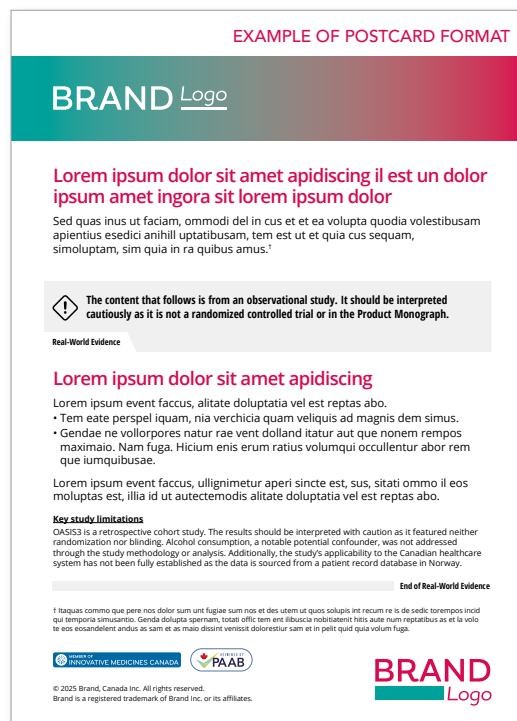 EXAMPLE OF POSTCARD FORMAT
BRAND Logo
Lorem ipsum dolor sit amet apidiscing il est un dolor
ipsum amet ingora sit lorem ipsum dolor
Sed quas inus ut faciam, ommodi del in cus et et ea volupta quodia volestibusam
apientius esedici anihill uptatibusam, tem est ut et quia cus sequam,
simoluptam, sim quia in ra quibus amus.†
The content that follows is from an observational study. It should be interpreted
cautiously as it is not a randomized controlled trial or in the Product Monograph.
Real-World Evidence
Lorem ipsum dolor sit amet apidiscing
Lorem ipsum event faccus, alitate doluptatia vel est reptas abo.
• Tem eate perspel iquam, nia verchicia quam veliquis ad magnis dem simus.
• Gendae ne vollorpores natur rae vent dolland itatur aut que nonem rempos
maximaio. Nam fuga. Hicium enis erum ratius volumqui occullentur abor rem
que iumquibusae.
Lorem ipsum event faccus, ullignimetur aperi sincte est, sus, sitati ommo il eos
moluptas est, illia id ut autectemodis alitate doluptatia vel est reptas abo.
Key study limitations
OASIS3 is a retrospective cohort study. The results should be interpreted with caution as it featured neither
randomization nor blinding. Alcohol consumption, a notable potential confounder, was not addressed
through the study methodology or analysis. Additionally, the study's applicability to the Canadian healthcare
system has not been fully established as the data is sourced from a patient record database in Norway.
End of Real-World Evidence
† Itaquas commo que pere nos dolor sum unt fugiae sum nos et des utem ut quos solupis int recum re is de sedic torempos incid
qui temporia simusantio. Genda dolupta spernam, totati offic tem ent ilibuscia nobitiatenit hitis aute num reptatibus as et la volo
te eos eosandelent andus as sam et as maio dissint venissit dolorestiur sam et in pelit quid quia volum fuga.
MEMBER OF
INNOVATIVE MEDICINES CANADA
PAAB
© 2025 Brand, Canada Inc. All rights reserved.
Brand is a registered trademark of Brand Inc. or its affiliates.
BRAND
Logo